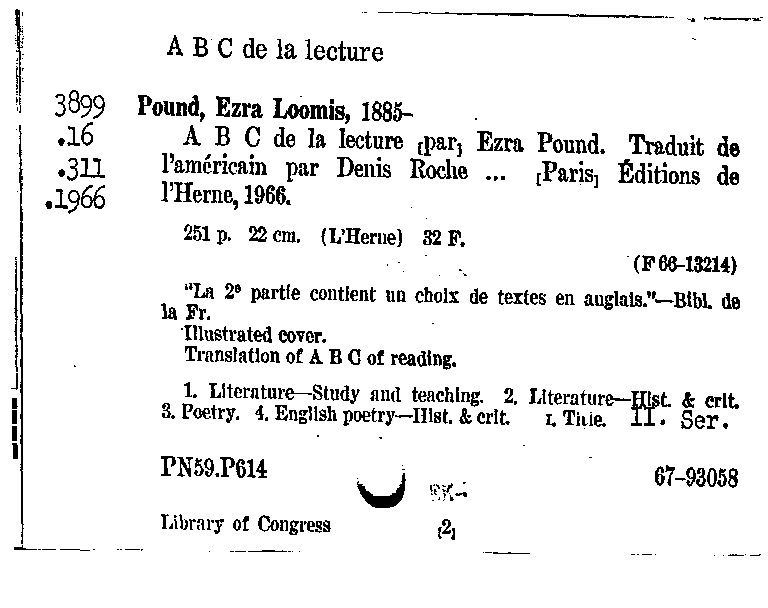 A B C de la lecture
3899 Pound, Ezra Loomis, 1885-
.16 A B C de la lecture [par] Ezra Pound. Traduit de
.311 l'américain par Denis Roche ... [Paris] Éditions de
.1966 l'Herne, 1966.
251 p. 22 cm. (L'Herne) 32 F.
(F 66-13214)
"La 2e partie contient un choix de textes en anglais."—Bibl. de
la Fr.
Illustrated cover.
Translation of A B C of reading.
1. Literature—Study and teaching. 2. Literature—Hist. & crit.
3. Poetry. 4. English poetry—Hist. & crit. I. Title. II. Ser.
PN59.P614 67-93058
Library of Congress [2]